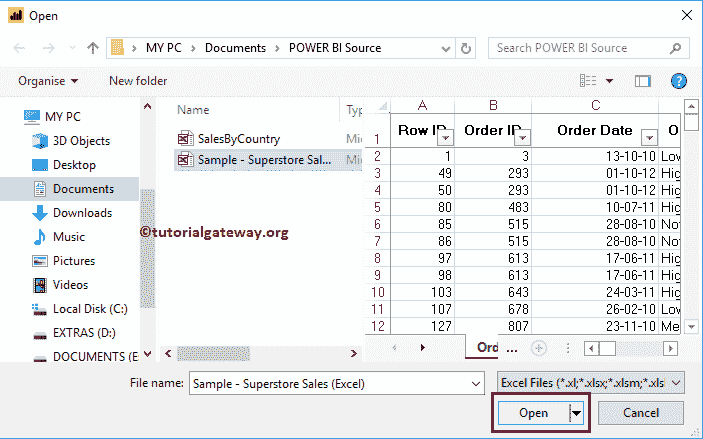 Open
MY PC > Documents > POWER BI Source
Search POWER BI Source
Organise
New folder
MY PC
3D Objects
Desktop
Documents
Downloads
Music
Pictures
Videos
Local Disk (C:)
EXTRAS (D:)
DOCUMENTS (E
Name
SalesByCountry
Sample - Superstore Sal...
©tutorialgateway.org
A B C
1 Row ID Order ID Order Date O
2 1 3 13-10-10 Low
3 49 293 01-10-12 Hig
4 50 293 01-10-12 Hig
5 80 483 10-07-11 Hig
6 85 515 28-08-10 No
7 86 515 28-08-10 No
8 97 613 17-06-11 Hig
9 98 613 17-06-11 Hig
10 103 643 24-03-11 Hig
11 107 678 26-02-10 Low
12 127 807 23-11-10 Me
Ord ...
File name: Sample - Superstore Sales (Excel)
Excel Files (*.xl;*.xlsx;*.xlsm;*.xls
Open
Cancel